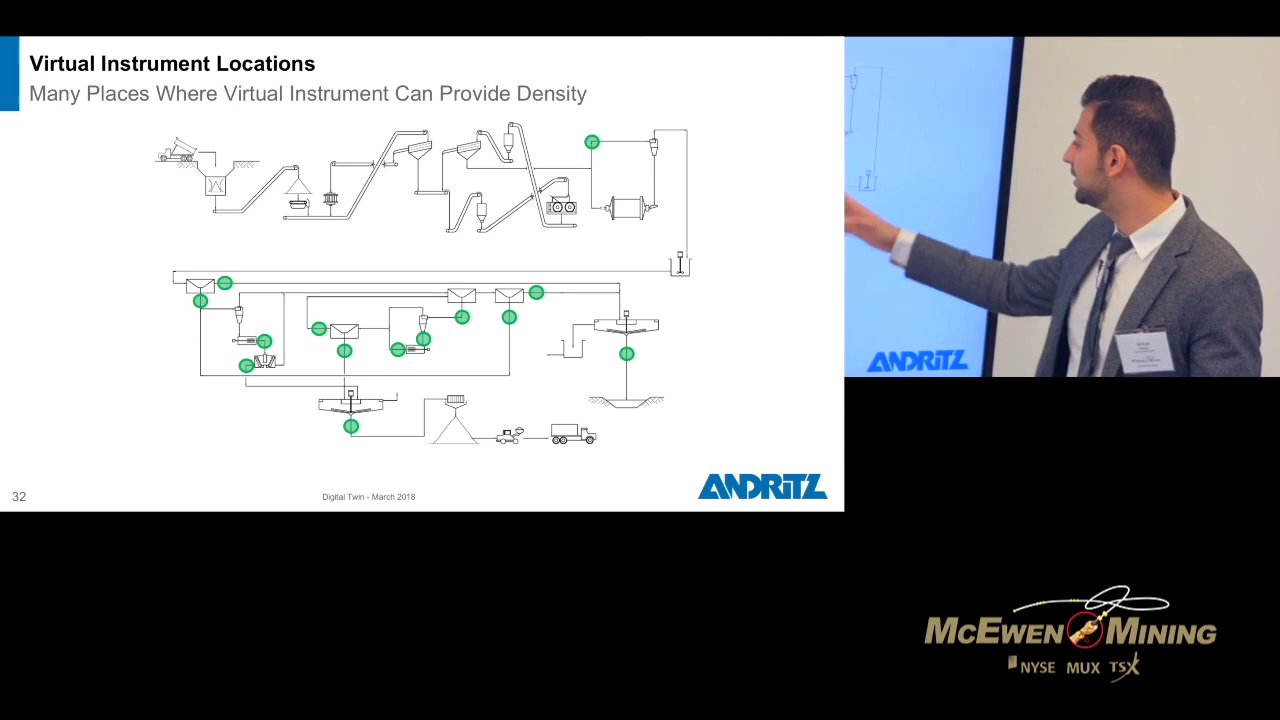 Virtual Instrument Locations
Many Places Where Virtual Instrument Can Provide Density
32
Digital Twin - March 2018
ANDRITZ
ANDRITZ
MCEWEN MINING
NYSE MUX TSX